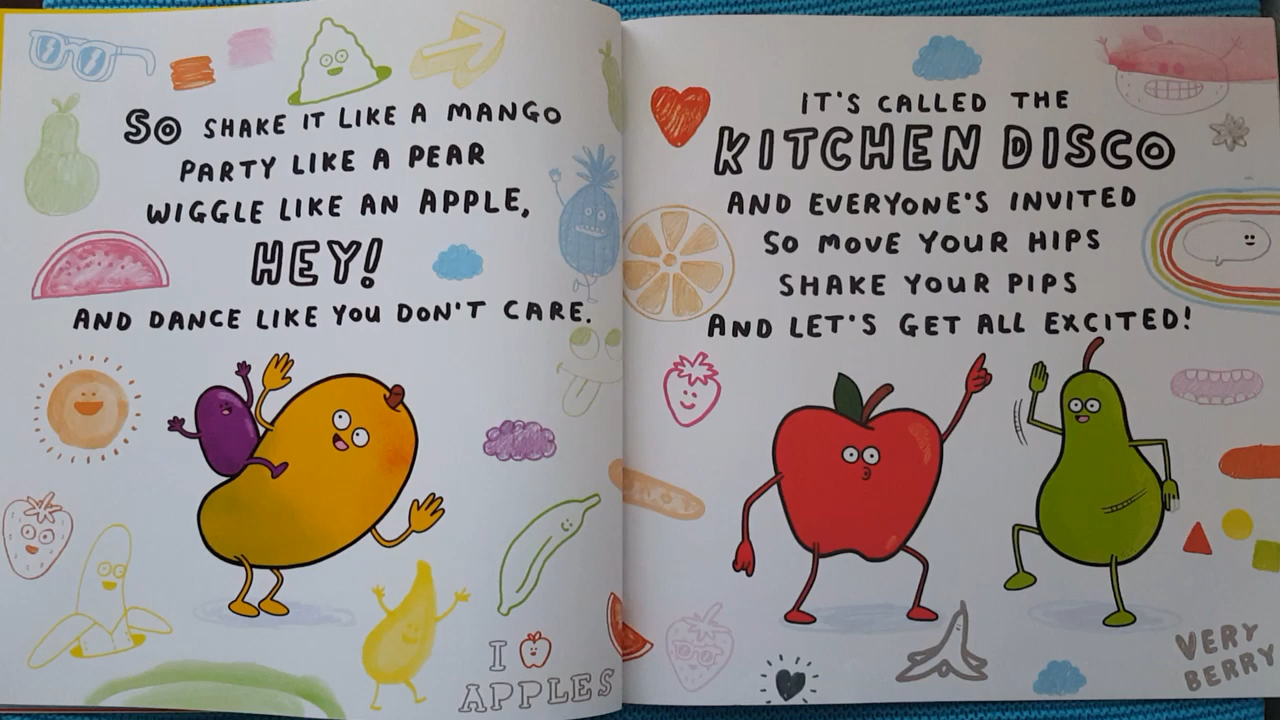 SO SHAKE IT LIKE A MANGO
PARTY LIKE A PEAR
WIGGLE LIKE AN APPLE,
HEY!
AND DANCE LIKE YOU DON'T CARE.
I
APPLES
IT'S CALLED THE
KITCHEN DISCO
AND EVERYONE'S INVITED
SO MOVE YOUR HIPS
SHAKE YOUR PIPS
AND LET'S GET ALL EXCITED!
VERY
BERRY